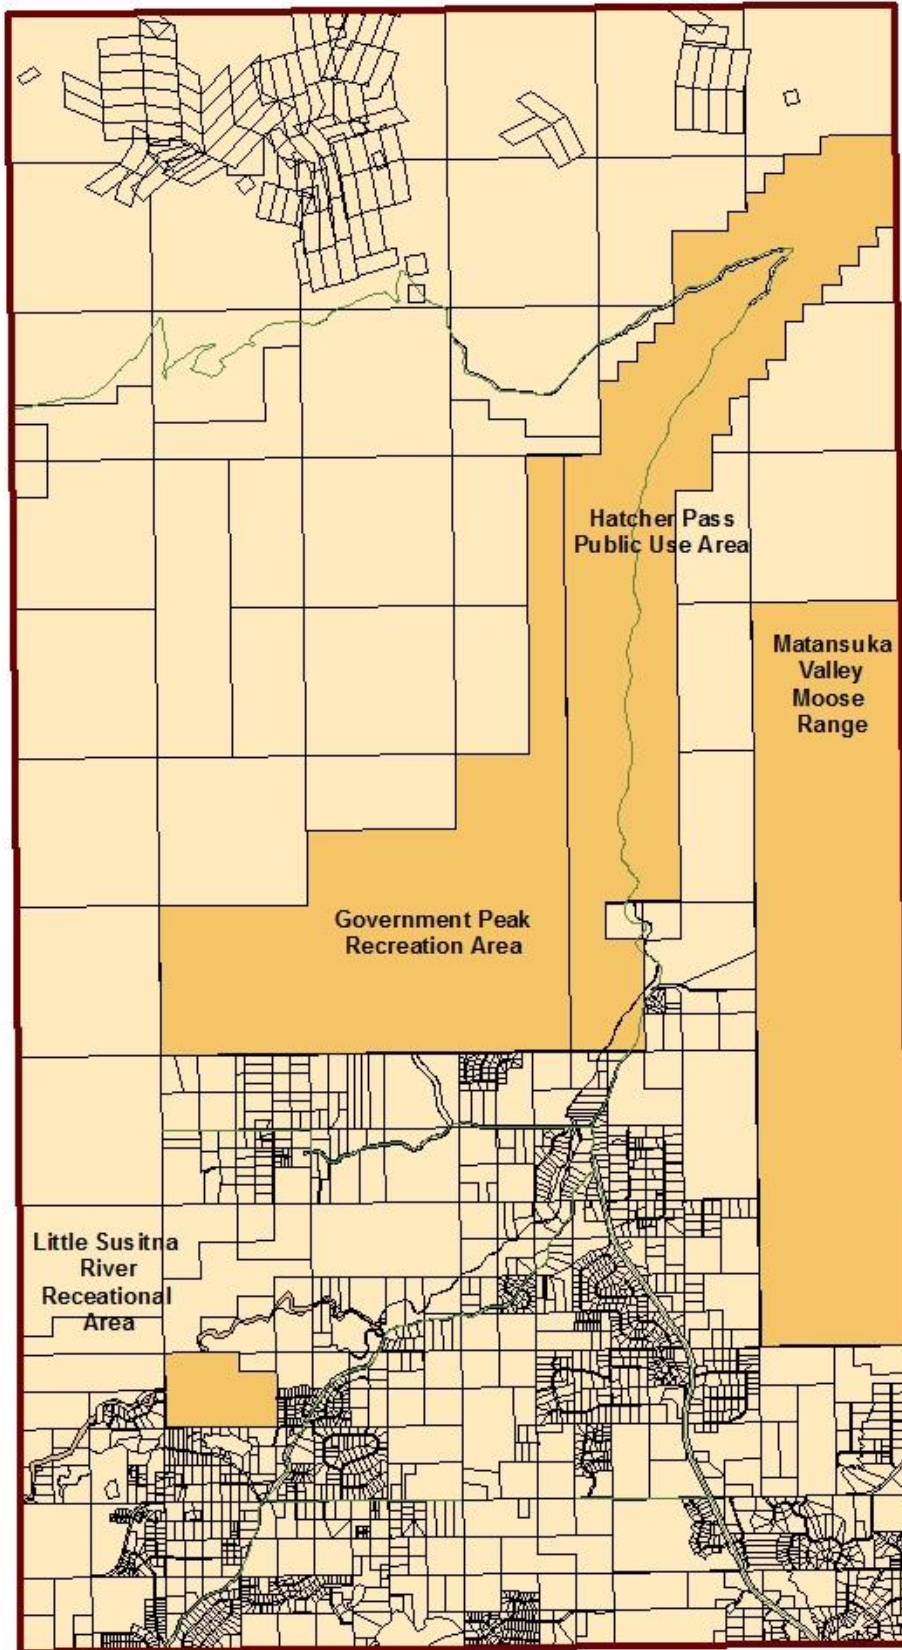 Hatcher Pass
Public Use Area
Matansuka
Valley
Moose
Range
Government Peak
Recreation Area
Little Susitna
River
Receational
Area